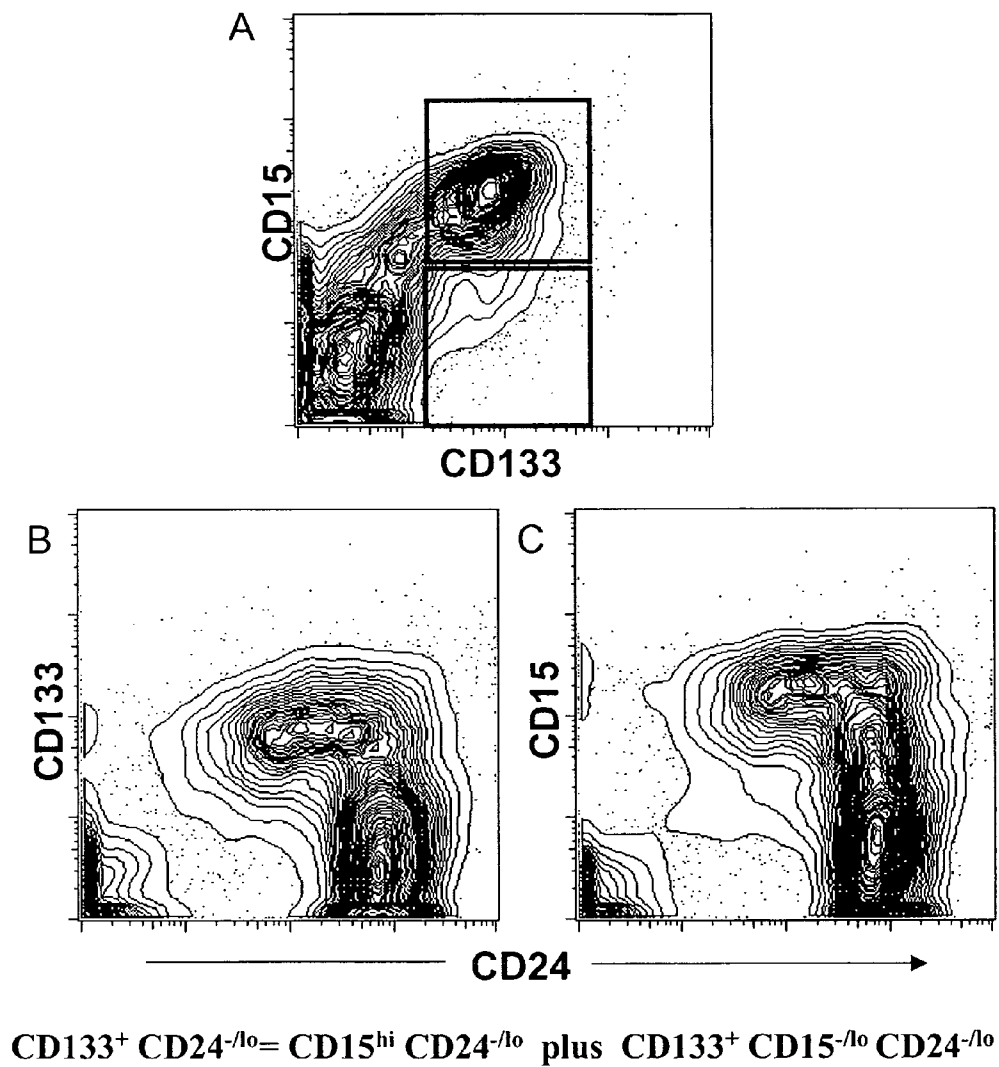 A
CD15
CD133
B
CD133
C
CD15
CD24
CD133⁺ CD24⁻/ˡᵒ= CD15ʰⁱ CD24⁻/ˡᵒ plus CD133⁺ CD15⁻/ˡᵒ CD24⁻/ˡᵒ